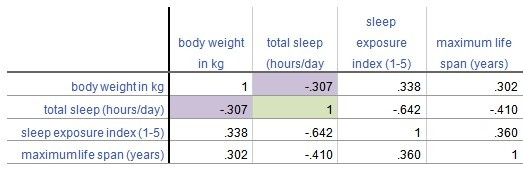 body weight in kg total sleep (hours/day sleep exposure index (1-5) maximum life span (years)
body weight in kg 1 -.307 .338 .302
total sleep (hours/day) -.307 1 -.642 -.410
sleep exposure index (1-5) .338 -.642 1 .360
maximum life span (years) .302 -.410 .360 1